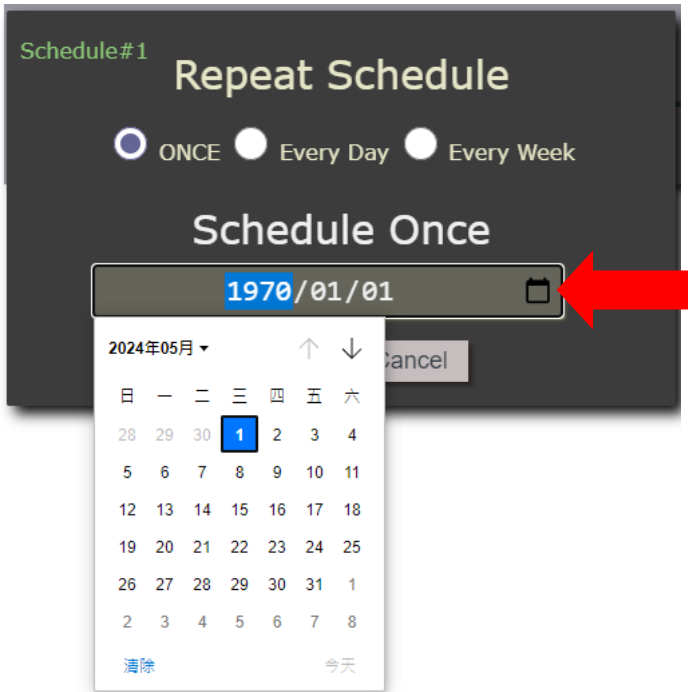 Schedule#1
Repeat Schedule
ONCE Every Day Every Week
Schedule Once
1970/01/01
Cancel
2024年05月
日 一 二 三 四 五 六
28 29 30 1 2 3 4
5 6 7 8 9 10 11
12 13 14 15 16 17 18
19 20 21 22 23 24 25
26 27 28 29 30 31 1
2 3 4 5 6 7 8
清除 今天